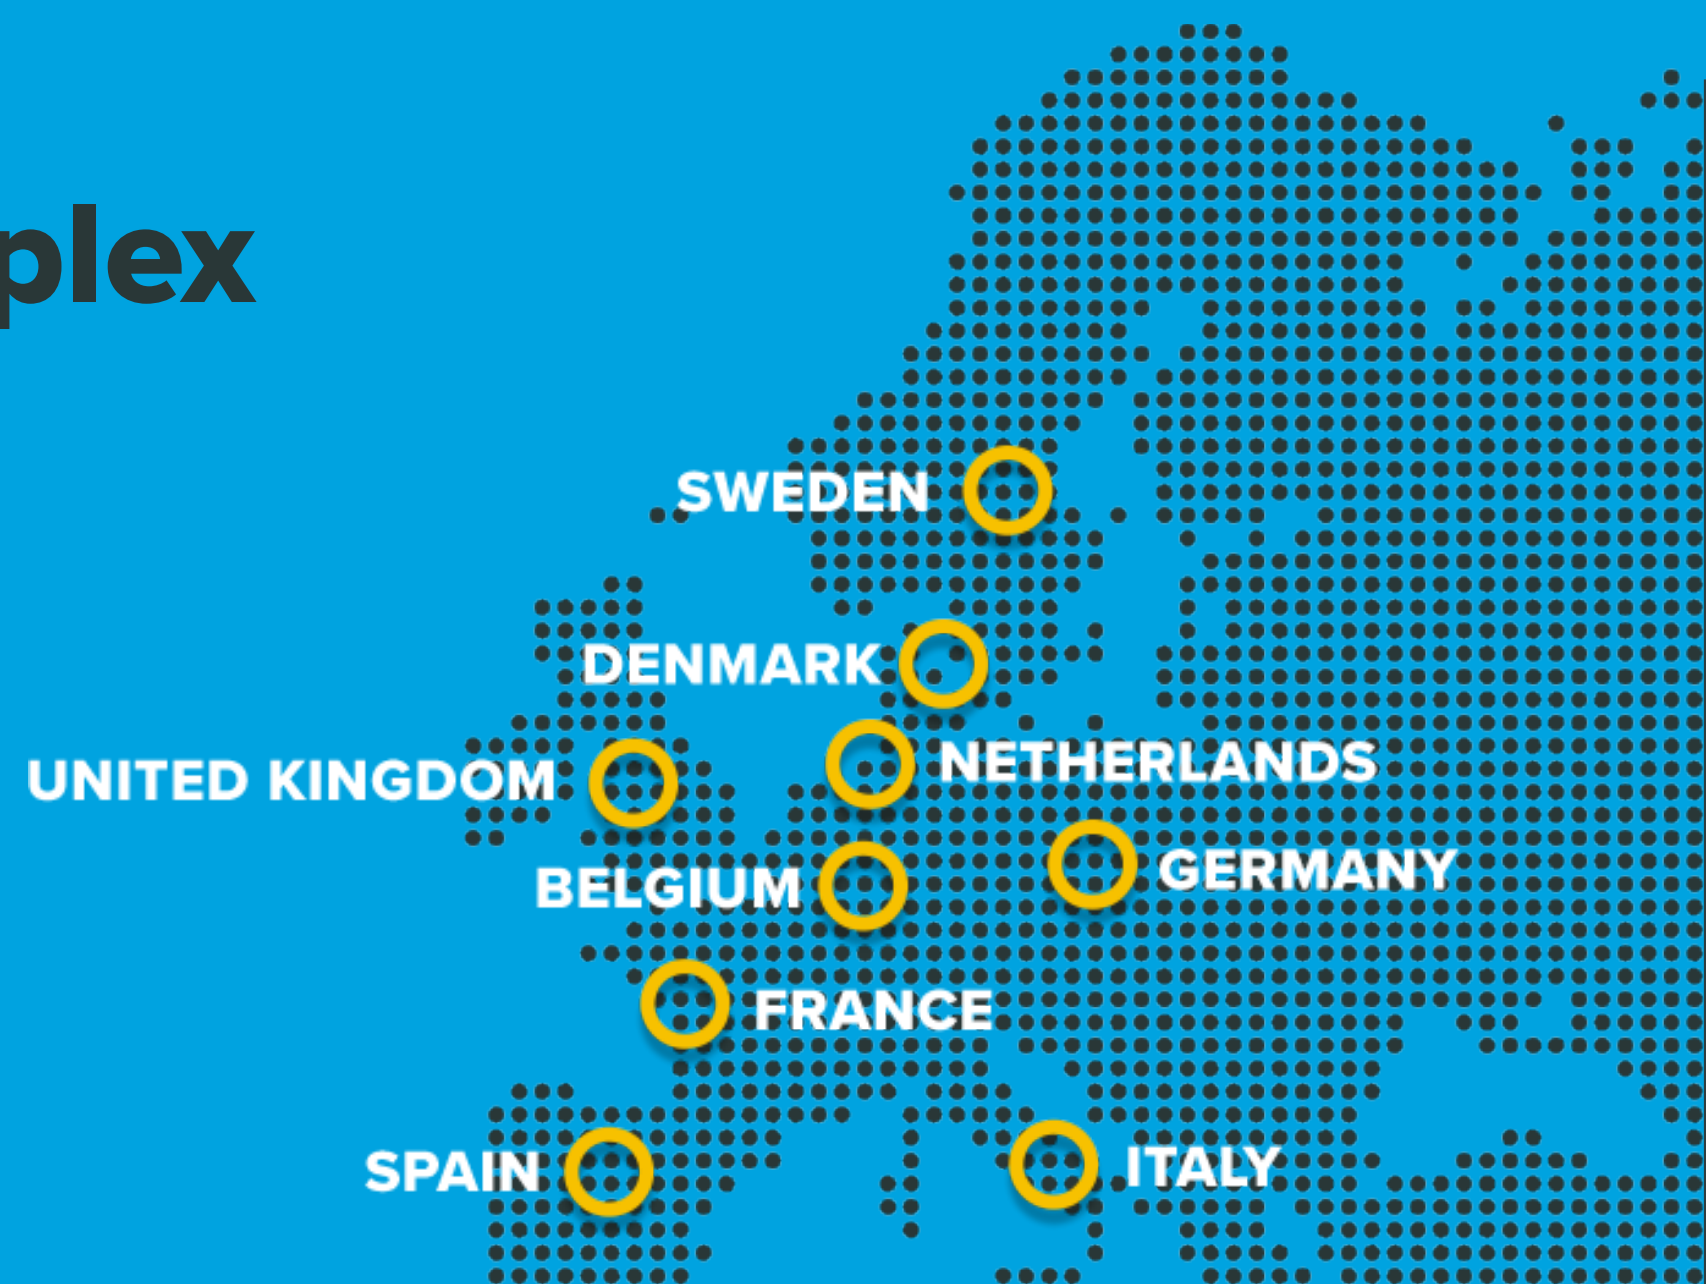 plex
SWEDEN
DENMARK
NETHERLANDS
UNITED KINGDOM
GERMANY
BELGIUM
FRANCE
SPAIN
ITALY